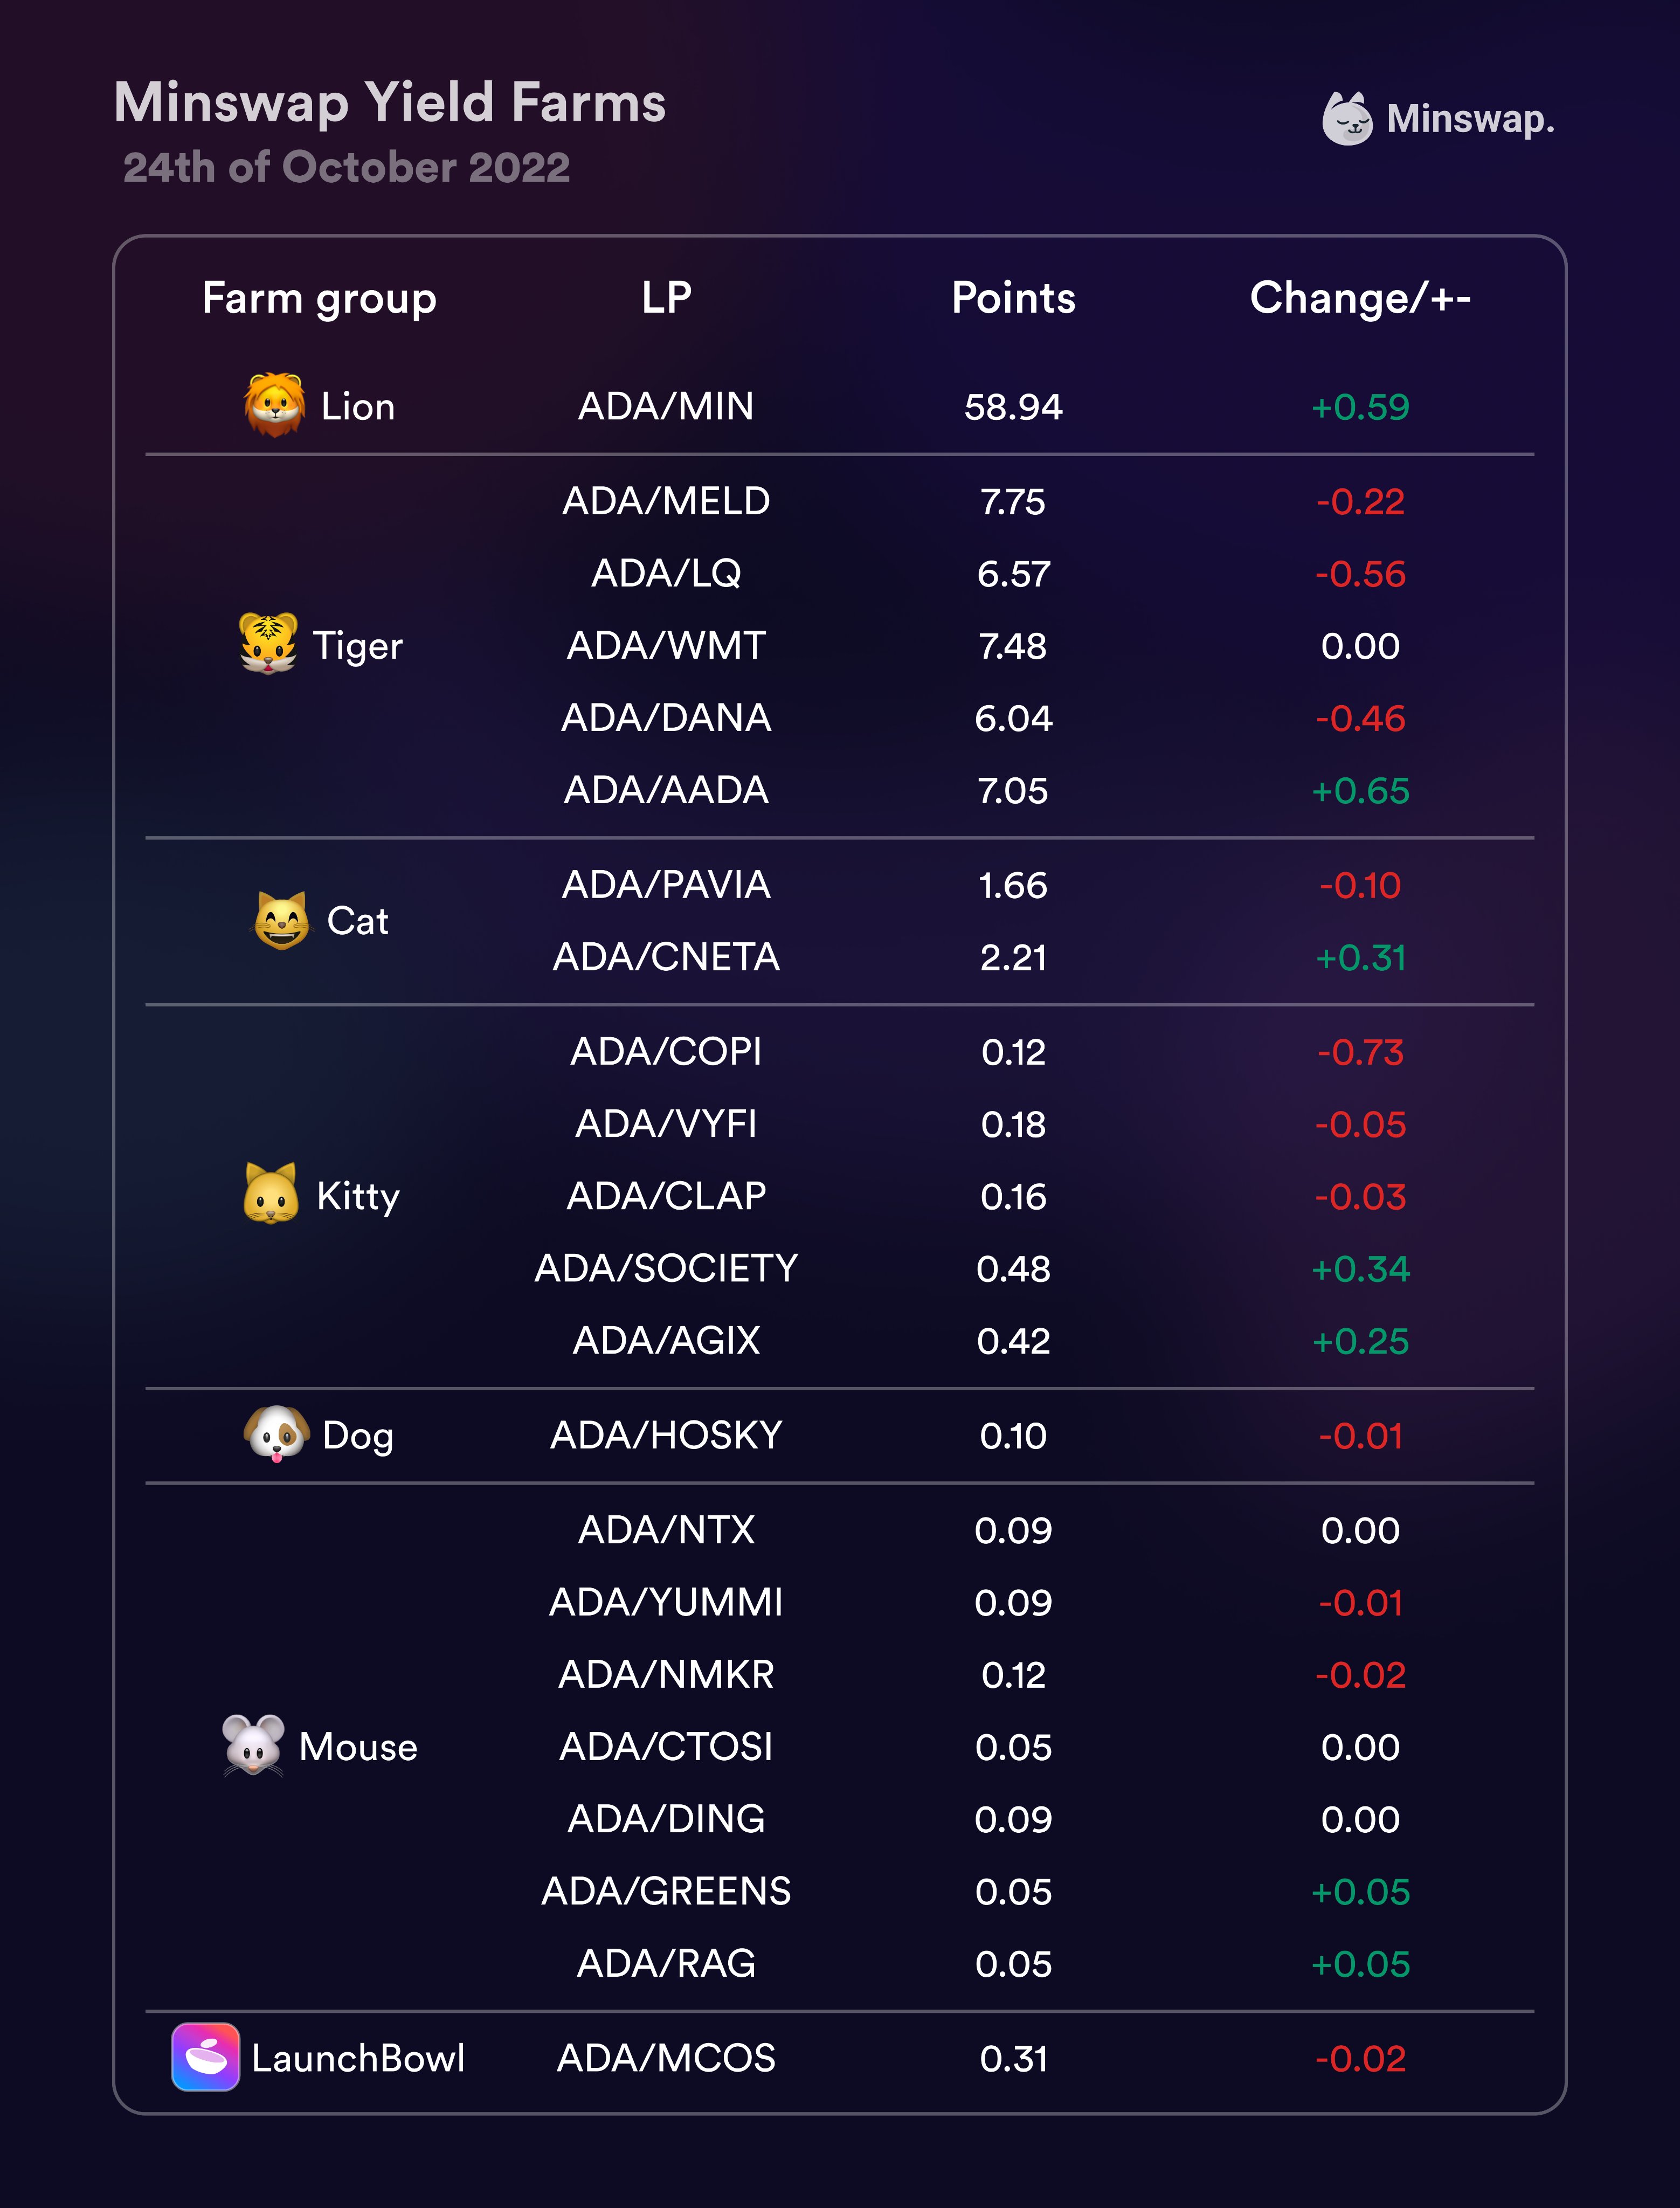 Minswap Yield Farms
24th of October 2022
Minswap.
Farm group LP Points Change/+-
Lion ADA/MIN 58.94 +0.59
ADA/MELD 7.75 -0.22
ADA/LQ 6.57 -0.56
Tiger ADA/WMT 7.48 0.00
ADA/DANA 6.04 -0.46
ADA/AADA 7.05 +0.65
ADA/PAVIA 1.66 -0.10
Cat
ADA/CNETA 2.21 +0.31
ADA/COPI 0.12 -0.73
ADA/VYFI 0.18 -0.05
Kitty ADA/CLAP 0.16 -0.03
ADA/SOCIETY 0.48 +0.34
ADA/AGIX 0.42 +0.25
Dog ADA/HOSKY 0.10 -0.01
ADA/NTX 0.09 0.00
ADA/YUMMI 0.09 -0.01
ADA/NMKR 0.12 -0.02
Mouse ADA/CTOSI 0.05 0.00
ADA/DING 0.09 0.00
ADA/GREENS 0.05 +0.05
ADA/RAG 0.05 +0.05
LaunchBowl ADA/MCOS 0.31 -0.02